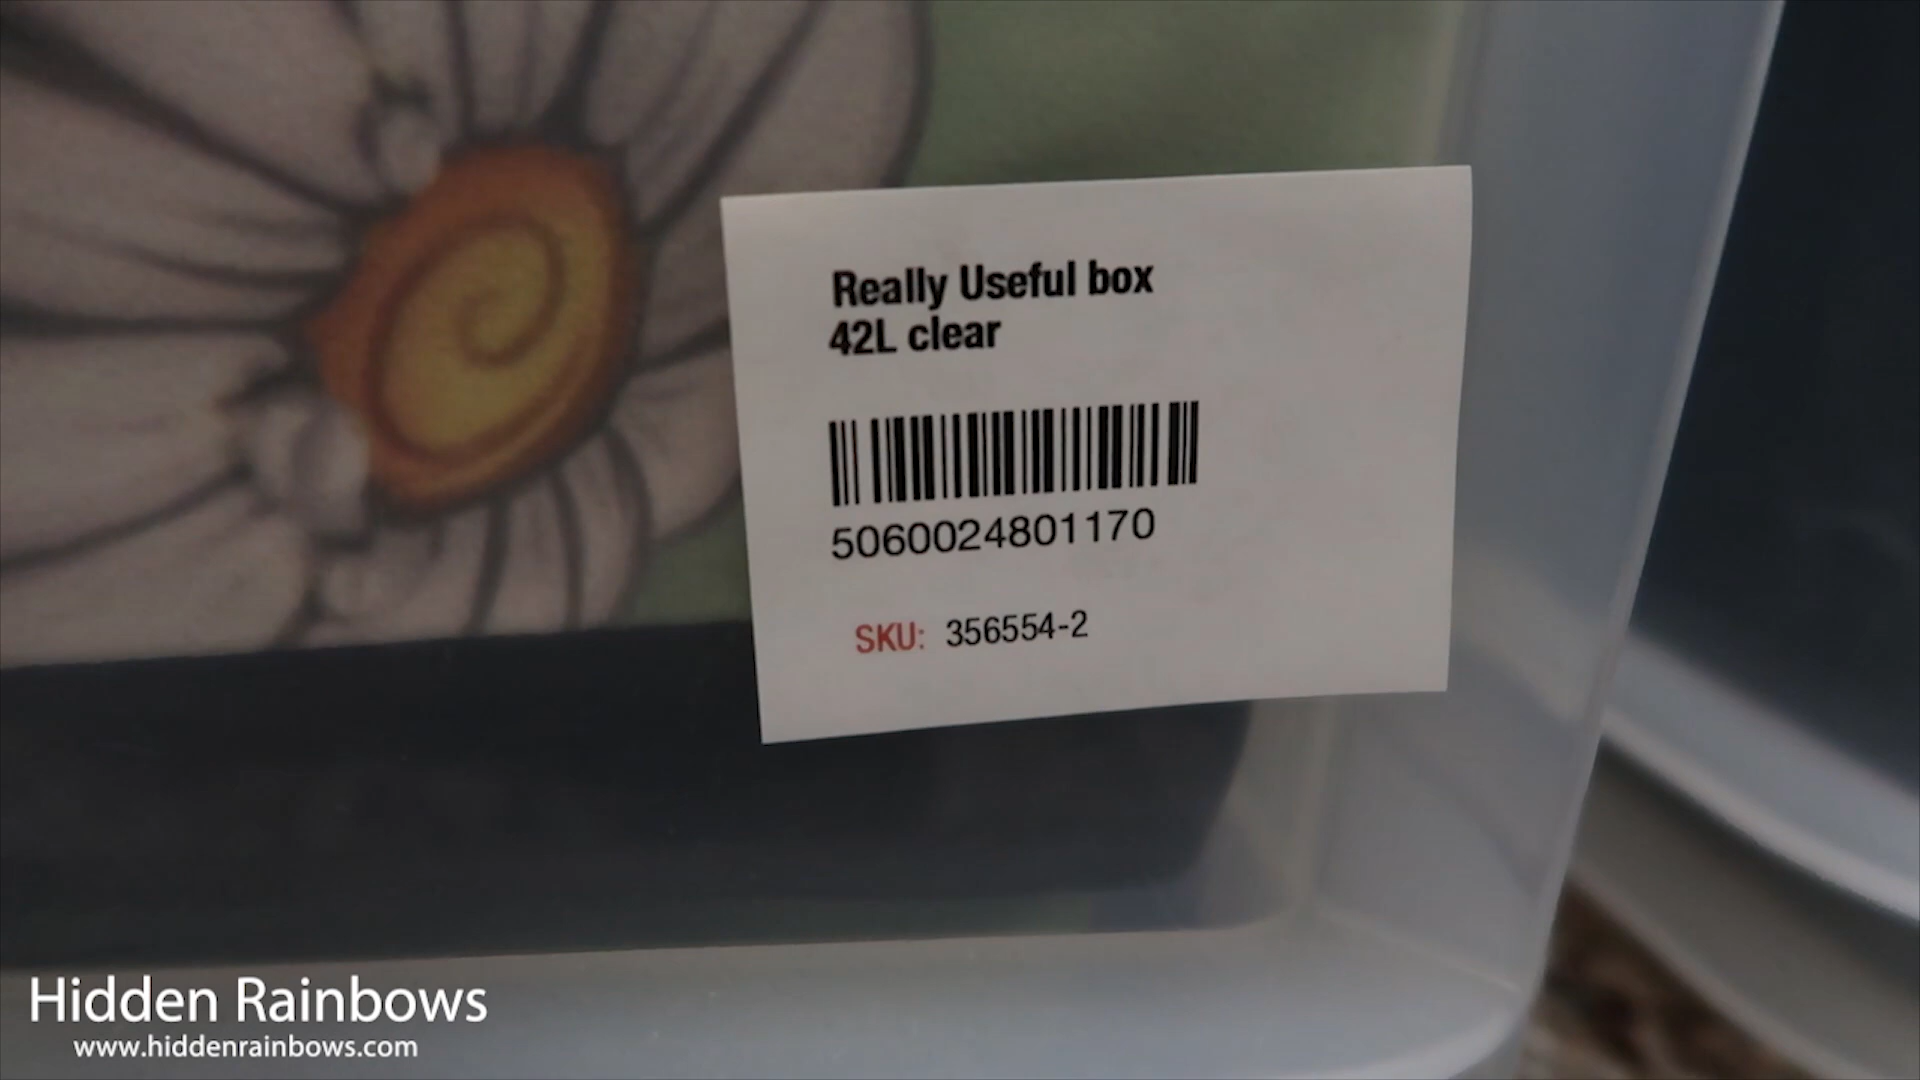 Really Useful box
42L clear
5060024801170
SKU: 356554-2
Hidden Rainbows
www.hiddenrainbows.com